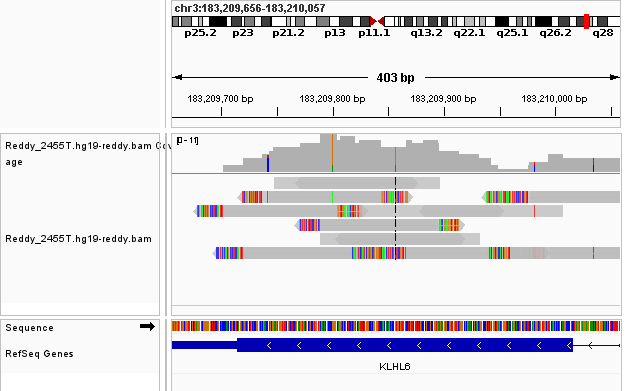 chr3:183,209,656-183,210,057
p25.2 p23 p21.2 p13 p11.1 q13.2 q22.1 q25.1 q26.2 q28
403 bp
183,209,700 bp 183,209,800 bp 183,209,900 bp 183,210,000 bp
Reddy_2455T.hg19-reddy.bam Cov
age
[0 - 11]
Reddy_2455T.hg19-reddy.bam
Sequence
RefSeq Genes
KLHL6